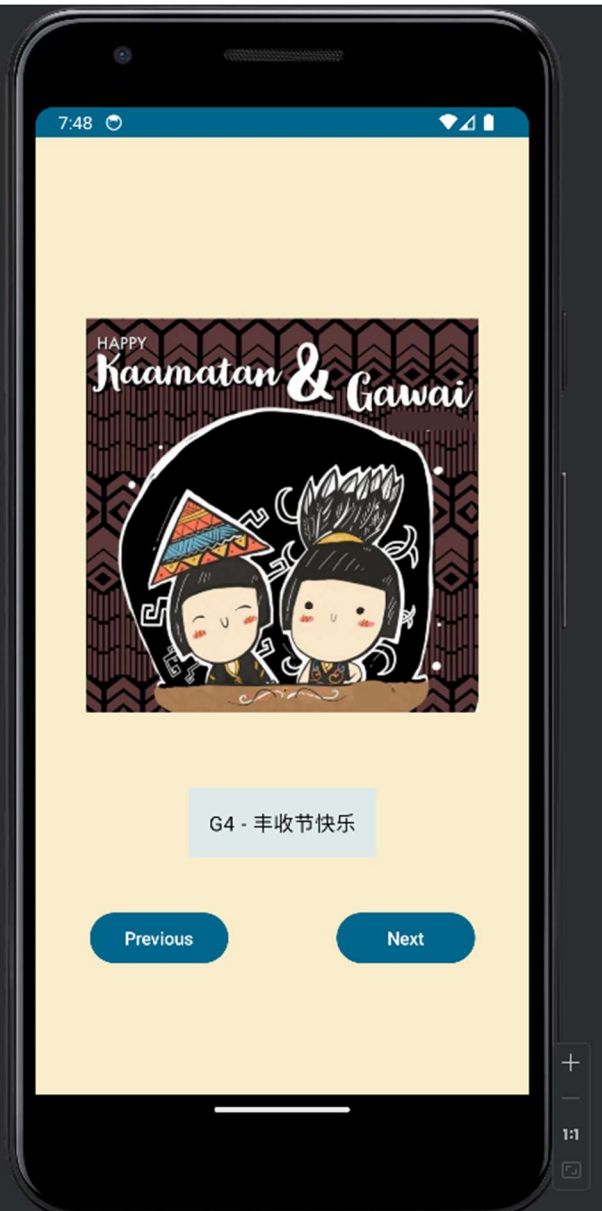 7:48
HAPPY
Kaamatan & Gawai
G4 - 丰收节快乐
Previous
Next
1:1